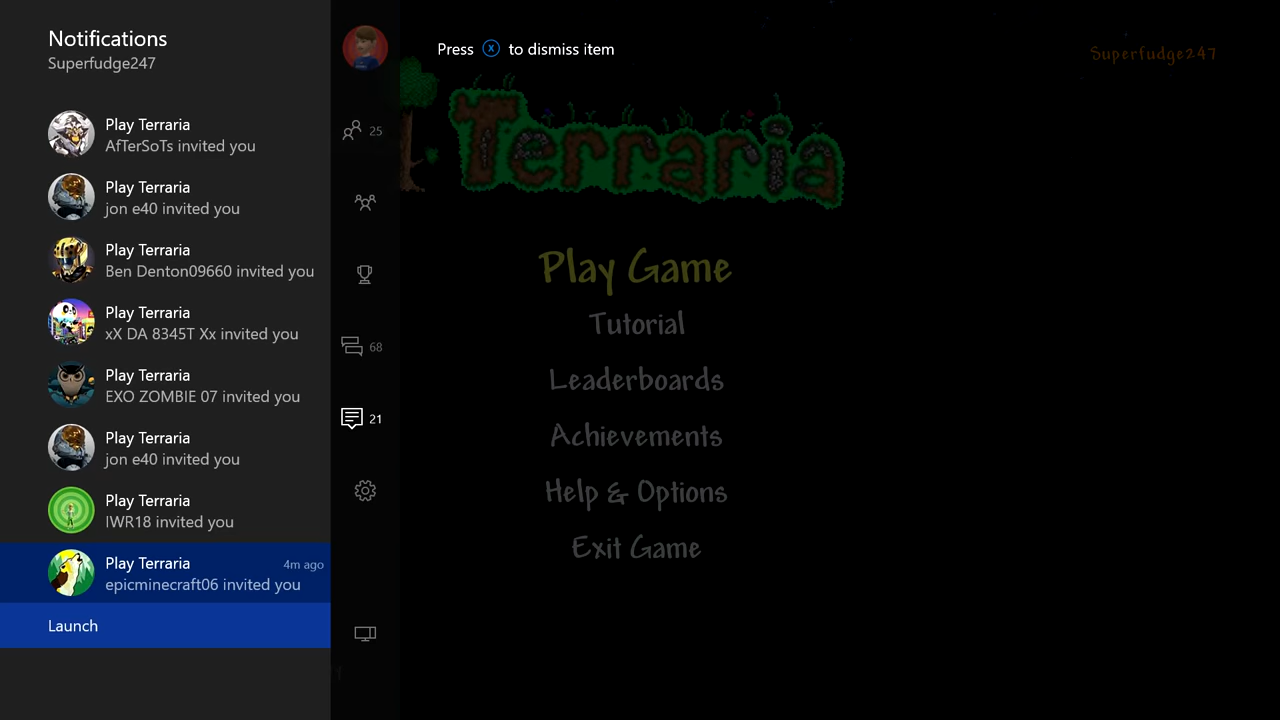 Notifications
Superfudge247
Play Terraria
AfTerSoTs invited you
Play Terraria
jon e40 invited you
Play Terraria
Ben Denton09660 invited you
Play Terraria
xX DA 8345T Xx invited you
Play Terraria
EXO ZOMBIE 07 invited you
Play Terraria
jon e40 invited you
Play Terraria
IWR18 invited you
Play Terraria 4m ago
epicminecraft06 invited you
Launch
25
68
21
Press X to dismiss item
Superfudge247
Terraria
Play Game
Tutorial
Leaderboards
Achievements
Help & Options
Exit Game